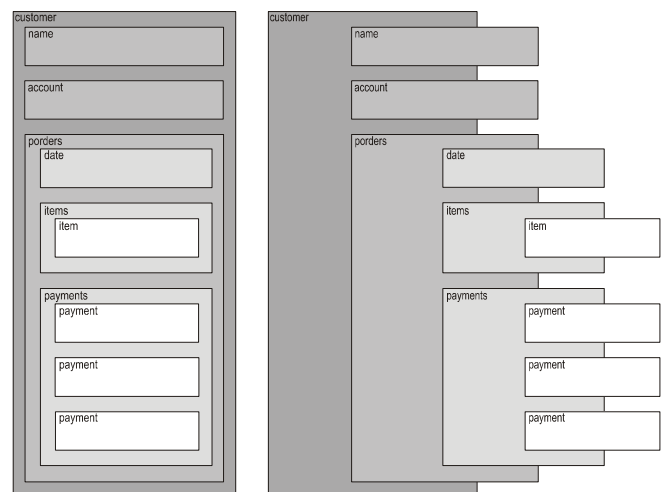 customer
name
account
porders
date
items
item
payments
payment
payment
payment
customer
name
account
porders
date
items
item
payments
payment
payment
payment